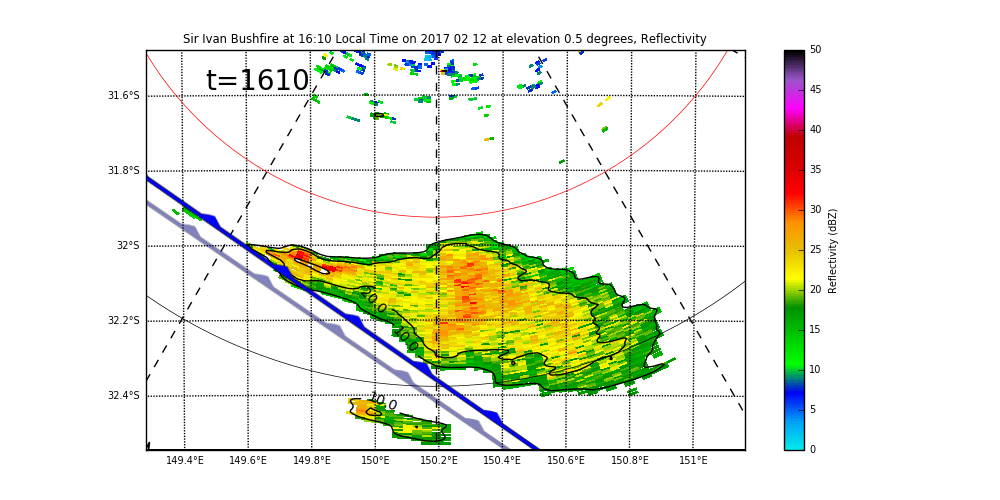 Sir Ivan Bushfire at 16:10 Local Time on 2017 02 12 at elevation 0.5 degrees, Reflectivity
t=1610
31.6°S
31.8°S
32°S
32.2°S
32.4°S
20.0
10.0
149.4°E 149.6°E 149.8°E 150°E 150.2°E 150.4°E 150.6°E 150.8°E 151°E
50
45
40
35
30
25
20
15
10
5
0
Reflectivity (dBZ)